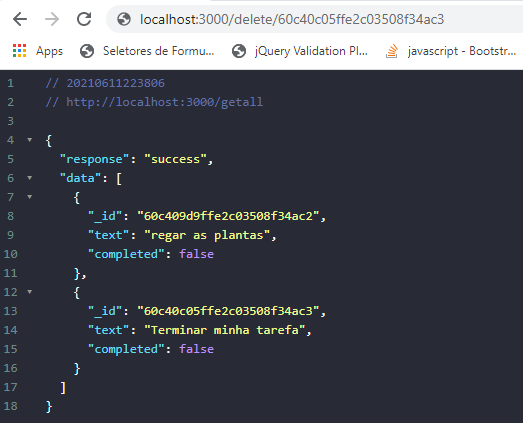 localhost:3000/delete/60c40c05ffe2c03508f34ac3
Apps Seletores de Formu... jQuery Validation Pl... javascript - Bootstr...
1 // 20210611223806
2 // http://localhost:3000/getall
3
4 {
5 "response": "success",
6 "data": [
7 {
8 "_id": "60c409d9ffe2c03508f34ac2",
9 "text": "regar as plantas",
10 "completed": false
11 },
12 {
13 "_id": "60c40c05ffe2c03508f34ac3",
14 "text": "Terminar minha tarefa",
15 "completed": false
16 }
17 ]
18 }